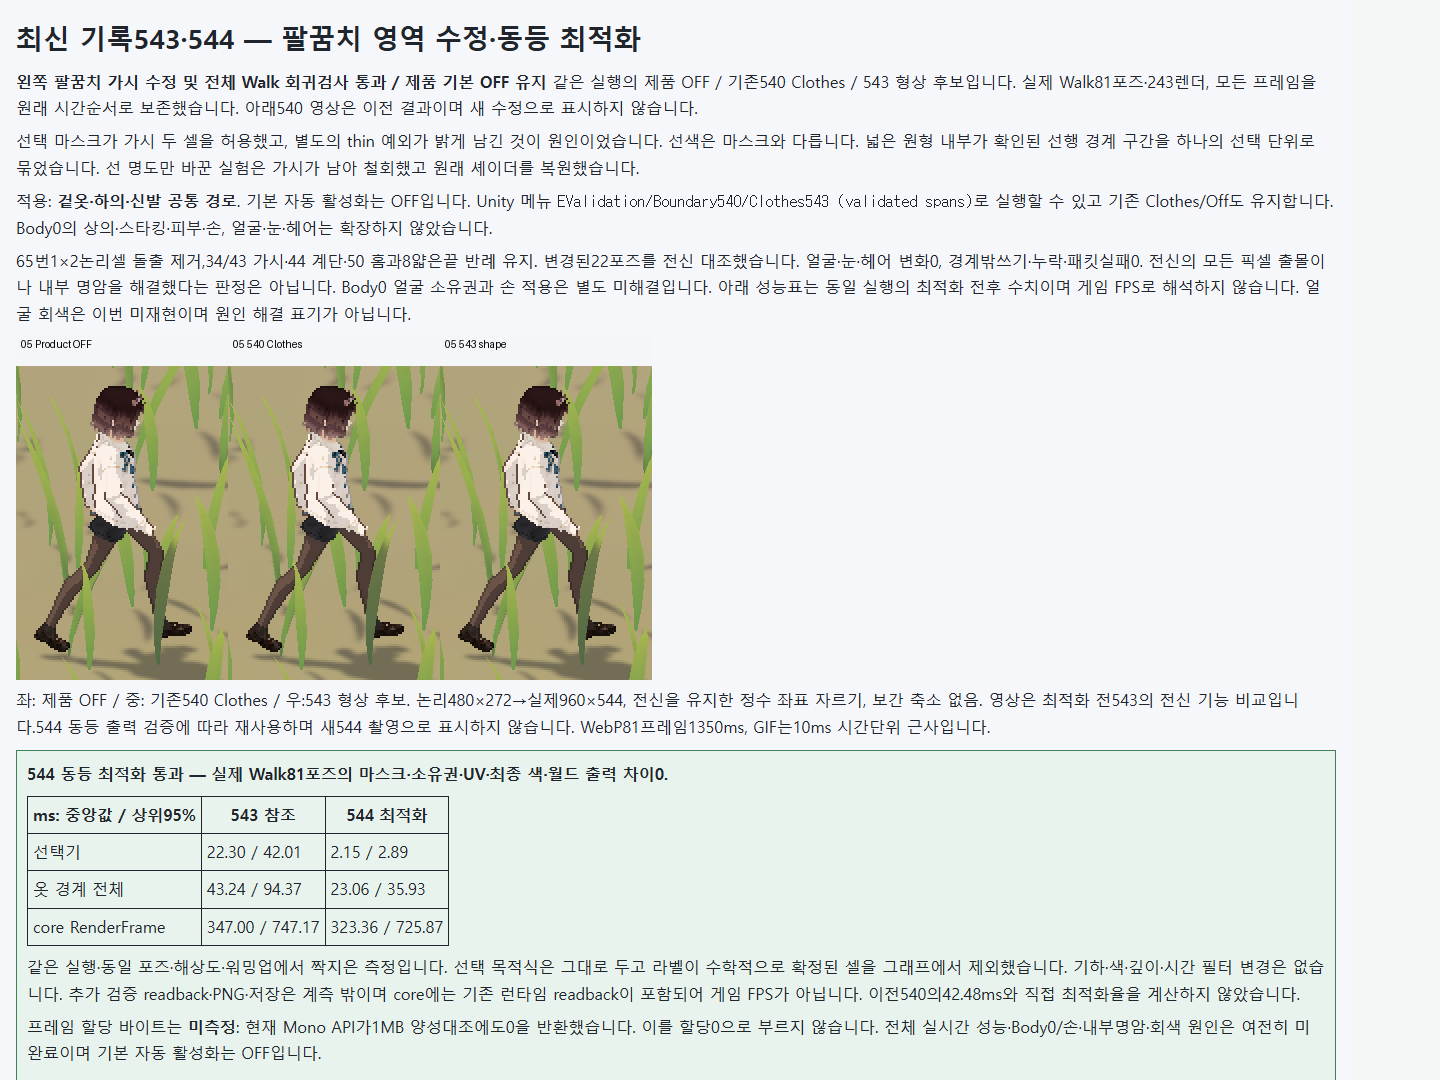 최신 기록543·544 — 팔꿈치 영역 수정·동등 최적화
왼쪽 팔꿈치 가시 수정 및 전체 Walk 회귀검사 통과 / 제품 기본 OFF 유지 같은 실행의 제품 OFF / 기존540 Clothes / 543 형상 후보입니다. 실제 Walk81포즈·243렌더, 모든 프레임을
원래 시간순서로 보존했습니다. 아래540 영상은 이전 결과이며 새 수정으로 표시하지 않습니다.
선택 마스크가 가시 두 셀을 허용했고, 별도의 thin 예외가 밝게 남긴 것이 원인이었습니다. 선색은 마스크와 다릅니다. 넓은 원형 내부가 확인된 선행 경계 구간을 하나의 선택 단위로
묶었습니다. 선 명도만 바꾼 실험은 가시가 남아 철회했고 원래 셰이더를 복원했습니다.
적용: 겉옷·하의·신발 공통 경로. 기본 자동 활성화는 OFF입니다. Unity 메뉴 EValidation/Boundary540/Clothes543 (validated spans)로 실행할 수 있고 기존 Clothes/Off도 유지합니다.
Body0의 상의·스타킹·피부·손, 얼굴·눈·헤어는 확장하지 않았습니다.
65번1×2논리셀 돌출 제거,34/43 가시·44 계단·50 홈과8얇은끝 반례 유지. 변경된22포즈를 전신 대조했습니다. 얼굴·눈·헤어 변화0, 경계밖쓰기·누락·패킷실패0. 전신의 모든 픽셀 출몰이
나 내부 명암을 해결했다는 판정은 아닙니다. Body0 얼굴 소유권과 손 적용은 별도 미해결입니다. 아래 성능표는 동일 실행의 최적화 전후 수치이며 게임 FPS로 해석하지 않습니다. 얼
굴 회색은 이번 미재현이며 원인 해결 표기가 아닙니다.
05 Product OFF 05 540 Clothes 05 543 shape
좌: 제품 OFF / 중: 기존540 Clothes / 우:543 형상 후보. 논리480×272→실제960×544, 전신을 유지한 정수 좌표 자르기, 보간 축소 없음. 영상은 최적화 전543의 전신 기능 비교입니
다.544 동등 출력 검증에 따라 재사용하며 새544 촬영으로 표시하지 않습니다. WebP81프레임1350ms, GIF는10ms 시간단위 근사입니다.
544 동등 최적화 통과 — 실제 Walk81포즈의 마스크·소유권·UV·최종 색·월드 출력 차이0.
ms: 중앙값 / 상위95% 543 참조 544 최적화
선택기 22.30 / 42.01 2.15 / 2.89
옷 경계 전체 43.24 / 94.37 23.06 / 35.93
core RenderFrame 347.00 / 747.17 323.36 / 725.87
같은 실행·동일 포즈·해상도·워밍업에서 짝지은 측정입니다. 선택 목적식은 그대로 두고 라벨이 수학적으로 확정된 셀을 그래프에서 제외했습니다. 기하·색·깊이·시간 필터 변경은 없습
니다. 추가 검증 readback·PNG·저장은 계측 밖이며 core에는 기존 런타임 readback이 포함되어 게임 FPS가 아닙니다. 이전540의42.48ms와 직접 최적화율을 계산하지 않았습니다.
프레임 할당 바이트는 미측정: 현재 Mono API가1MB 양성대조에도0을 반환했습니다. 이를 할당0으로 부르지 않습니다. 전체 실시간 성능·Body0/손·내부명암·회색 원인은 여전히 미
완료이며 기본 자동 활성화는 OFF입니다.